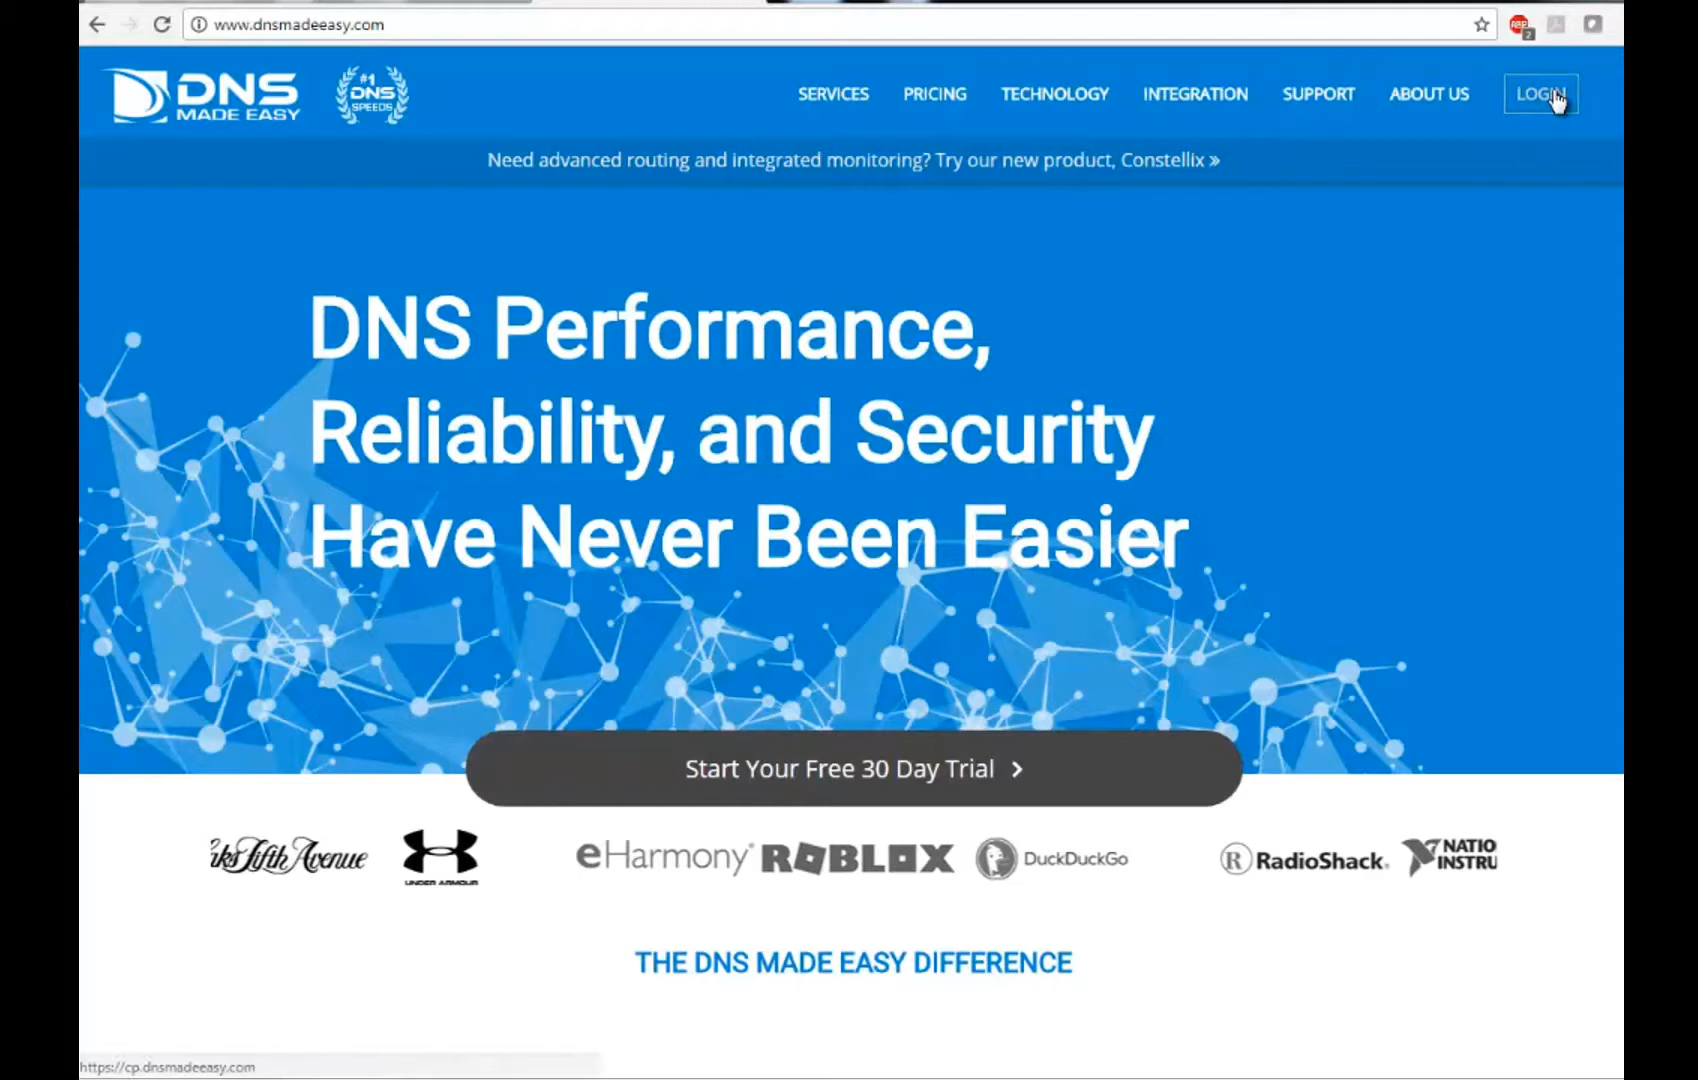 www.dnsmadeeasy.com
ABP
2
DNS
MADE EASY
#1
DNS
SPEEDS
SERVICES
PRICING
TECHNOLOGY
INTEGRATION
SUPPORT
ABOUT US
LOGIN
Need advanced routing and integrated monitoring? Try our new product, Constellix »
DNS Performance,
Reliability, and Security
Have Never Been Easier
Start Your Free 30 Day Trial
ks Fifth Avenue
UNDER ARMOUR
eHarmony
ROBLOX
DuckDuckGo
R RadioShack.
NATIO
INSTRU
THE DNS MADE EASY DIFFERENCE
https://cp.dnsmadeeasy.com